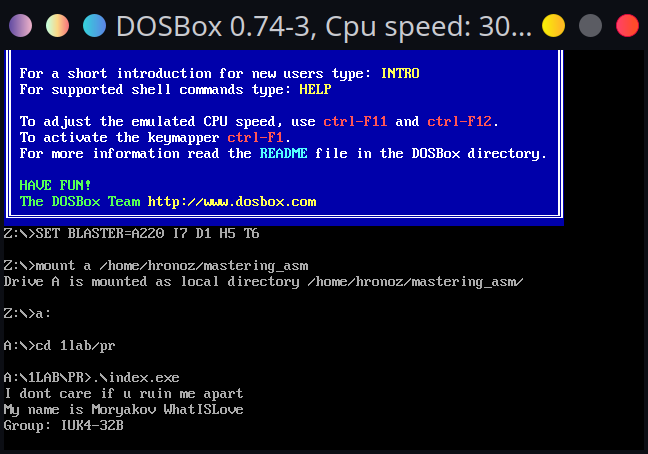 DOSBox 0.74-3, Cpu speed: 30...
For a short introduction for new users type: INTRO
For supported shell commands type: HELP
To adjust the emulated CPU speed, use ctrl-F11 and ctrl-F12.
To activate the keymapper ctrl-F1.
For more information read the README file in the DOSBox directory.
HAVE FUN!
The DOSBox Team http://www.dosbox.com
Z:\>SET BLASTER=A220 I7 D1 H5 T6
Z:\>mount a /home/hronoz/mastering_asm
Drive A is mounted as local directory /home/hronoz/mastering_asm/
Z:\>a:
A:\>cd 1lab/pr
A:\1LAB\PR>.\index.exe
I dont care if u ruin me apart
My name is Moryakov WhatISLove
Group: IUK4-32B